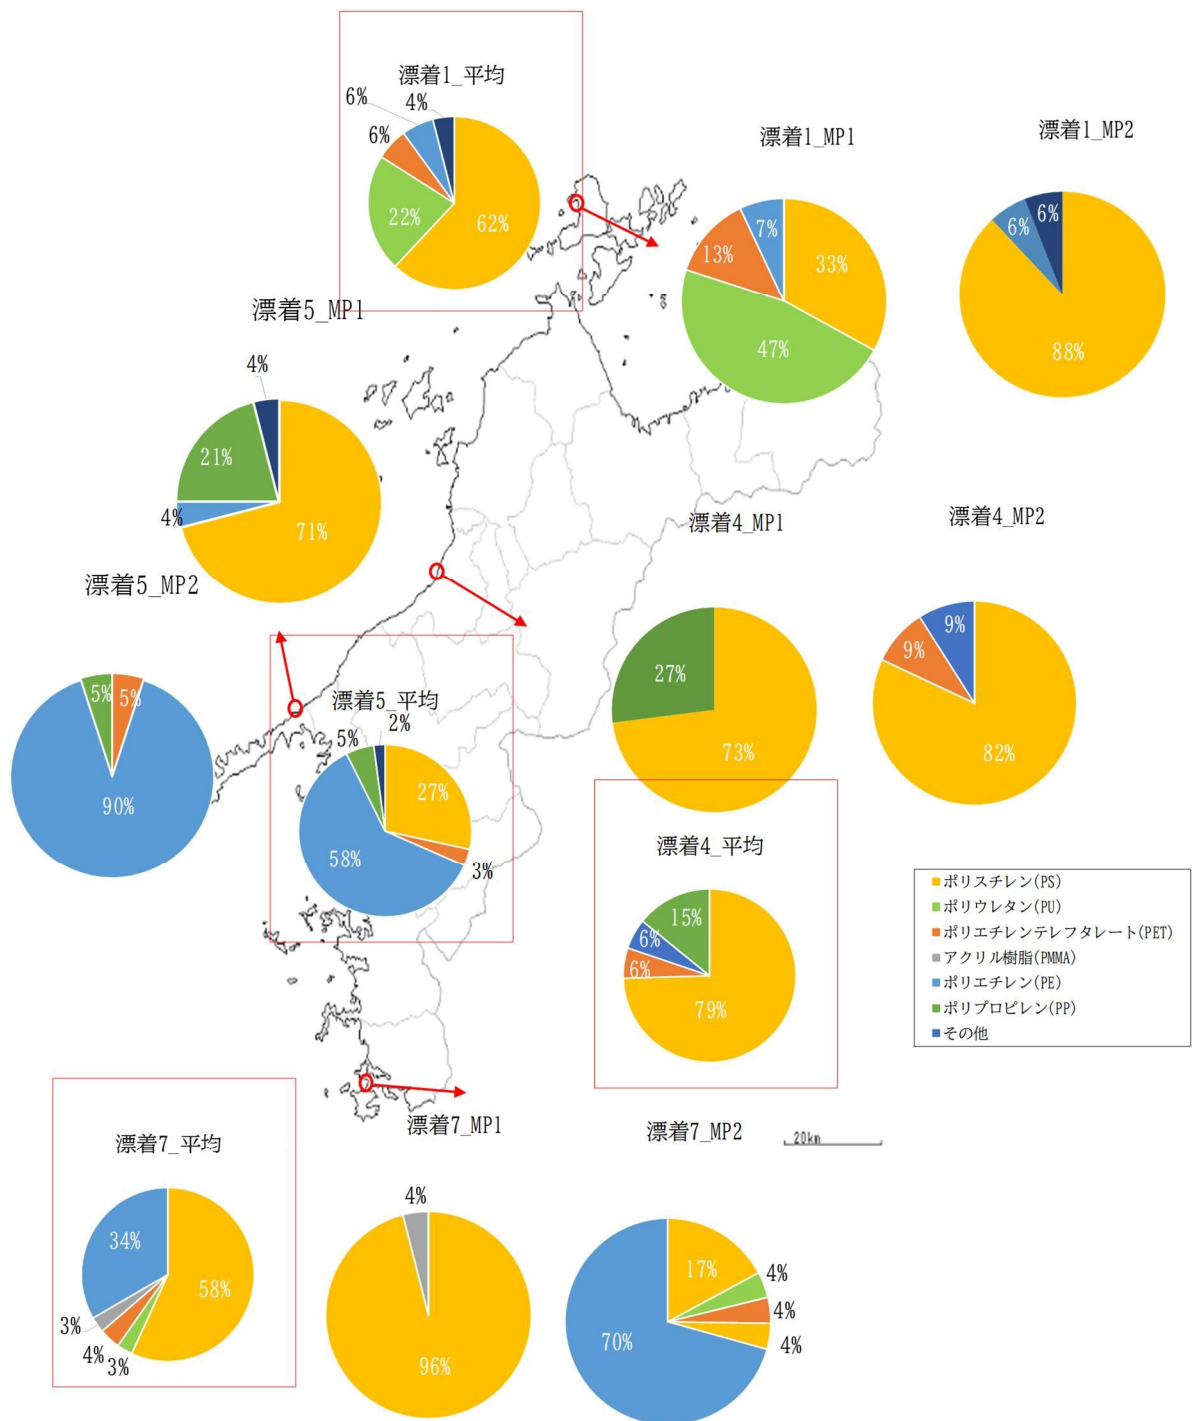 漂着1_平均
6%
4%
6%
22%
62%
漂着1_MP1
7%
13%
33%
47%
漂着1_MP2
6%
6%
88%
漂着5_MP1
4%
21%
4%
71%
漂着5_MP2
5%
5%
90%
漂着5_平均
2%
5%
27%
58%
3%
漂着4_MP1
27%
73%
漂着4_MP2
9%
9%
82%
漂着4_平均
15%
6%
6%
79%
ポリスチレン(PS)
ポリウレタン(PU)
ポリエチレンテレフタレート(PET)
アクリル樹脂(PMMA)
ポリエチレン(PE)
ポリプロピレン(PP)
その他
漂着7_平均
34%
58%
3%
4%
3%
漂着7_MP1
4%
96%
漂着7_MP2
17%
4%
4%
4%
70%
20km